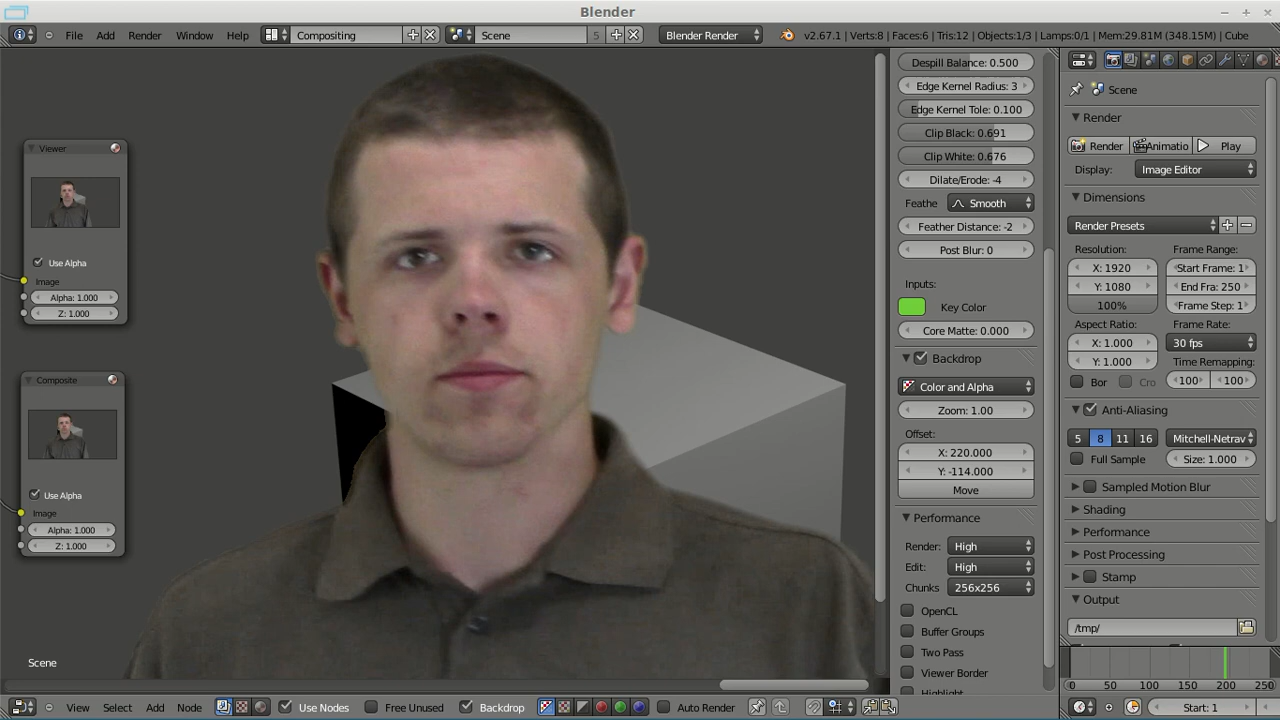 Blender
File Add Render Window Help Compositing Scene 5 Blender Render v2.67.1 | Verts:8 | Faces:6 | Tris:12 | Objects:1/3 | Lamps:0/1 | Mem:29.81M (348.15M) | Cube
Viewer
Use Alpha
Image
Alpha: 1.000
Z: 1.000
Composite
Use Alpha
Image
Alpha: 1.000
Z: 1.000
Scene
Despill Balance: 0.500
Edge Kernel Radius: 3
Edge Kernel Tole: 0.100
Clip Black: 0.691
Clip White: 0.676
Dilate/Erode: -4
Feathe Smooth
Feather Distance: -2
Post Blur: 0
Inputs:
Key Color
Core Matte: 0.000
Backdrop
Color and Alpha
Zoom: 1.00
Offset:
X: 220.000
Y: -114.000
Move
Performance
Render: High
Edit: High
Chunks 256x256
OpenCL
Buffer Groups
Two Pass
Viewer Border
Scene
Render
Render Animatio Play
Display: Image Editor
Dimensions
Render Presets
Resolution: Frame Range:
X: 1920 Start Frame: 1
Y: 1080 End Fra: 250
100% Frame Step: 1
Aspect Ratio: Frame Rate:
X: 1.000 30 fps
Y: 1.000 Time Remapping:
Bor Cro 100 100
Anti-Aliasing
5 8 11 16 Mitchell-Netrav
Full Sample Size: 1.000
Sampled Motion Blur
Shading
Performance
Post Processing
Stamp
Output
/tmp/
0 50 100 150 200 250
View Select Add Node Use Nodes Free Unused Backdrop Auto Render Start: 1